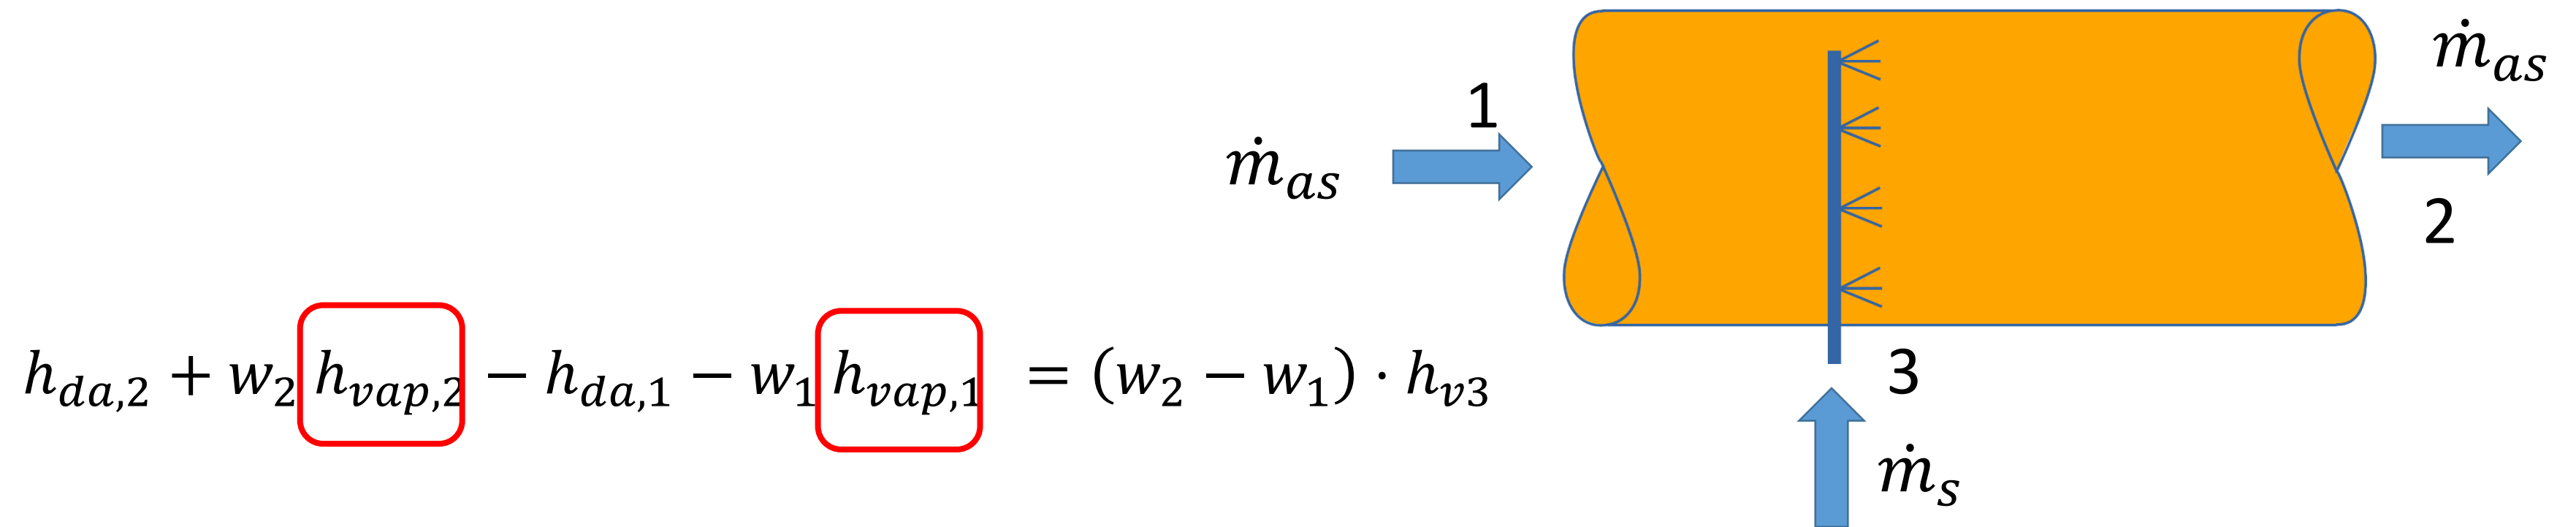 ṁ_as
1
ṁ_as
2
h_da,2 + w_2 h_vap,2 − h_da,1 − w_1 h_vap,1 = (w_2 − w_1) · h_v3
3
ṁ_s